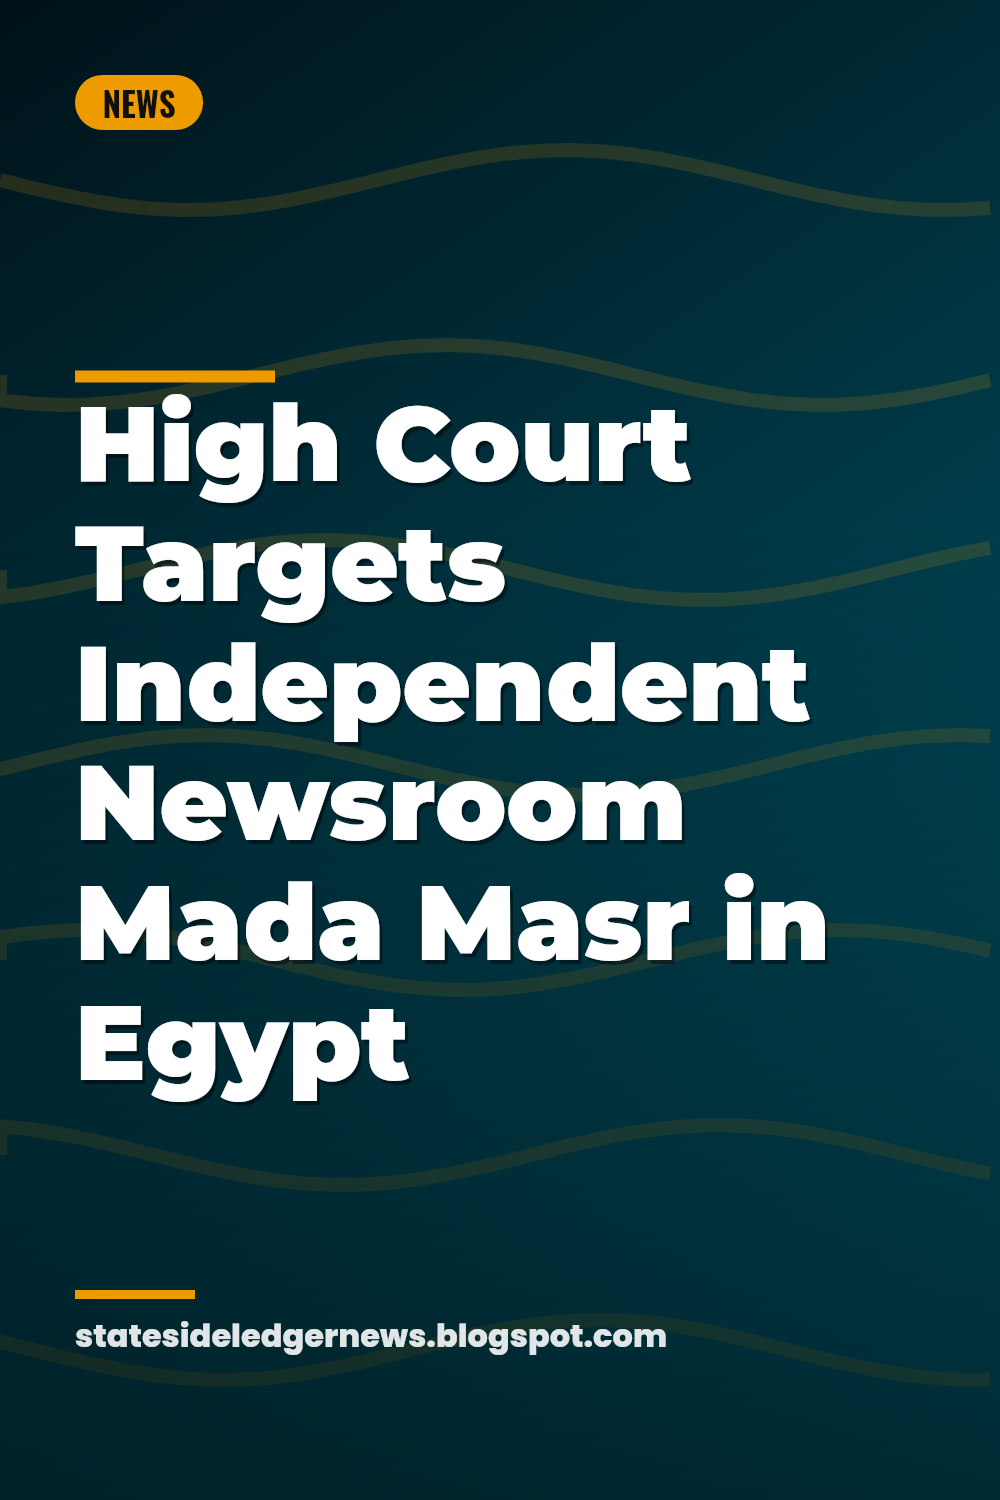 NEWS
High Court
Targets
Independent
Newsroom
Mada Masr in
Egypt
statesideledgernews.blogspot.com